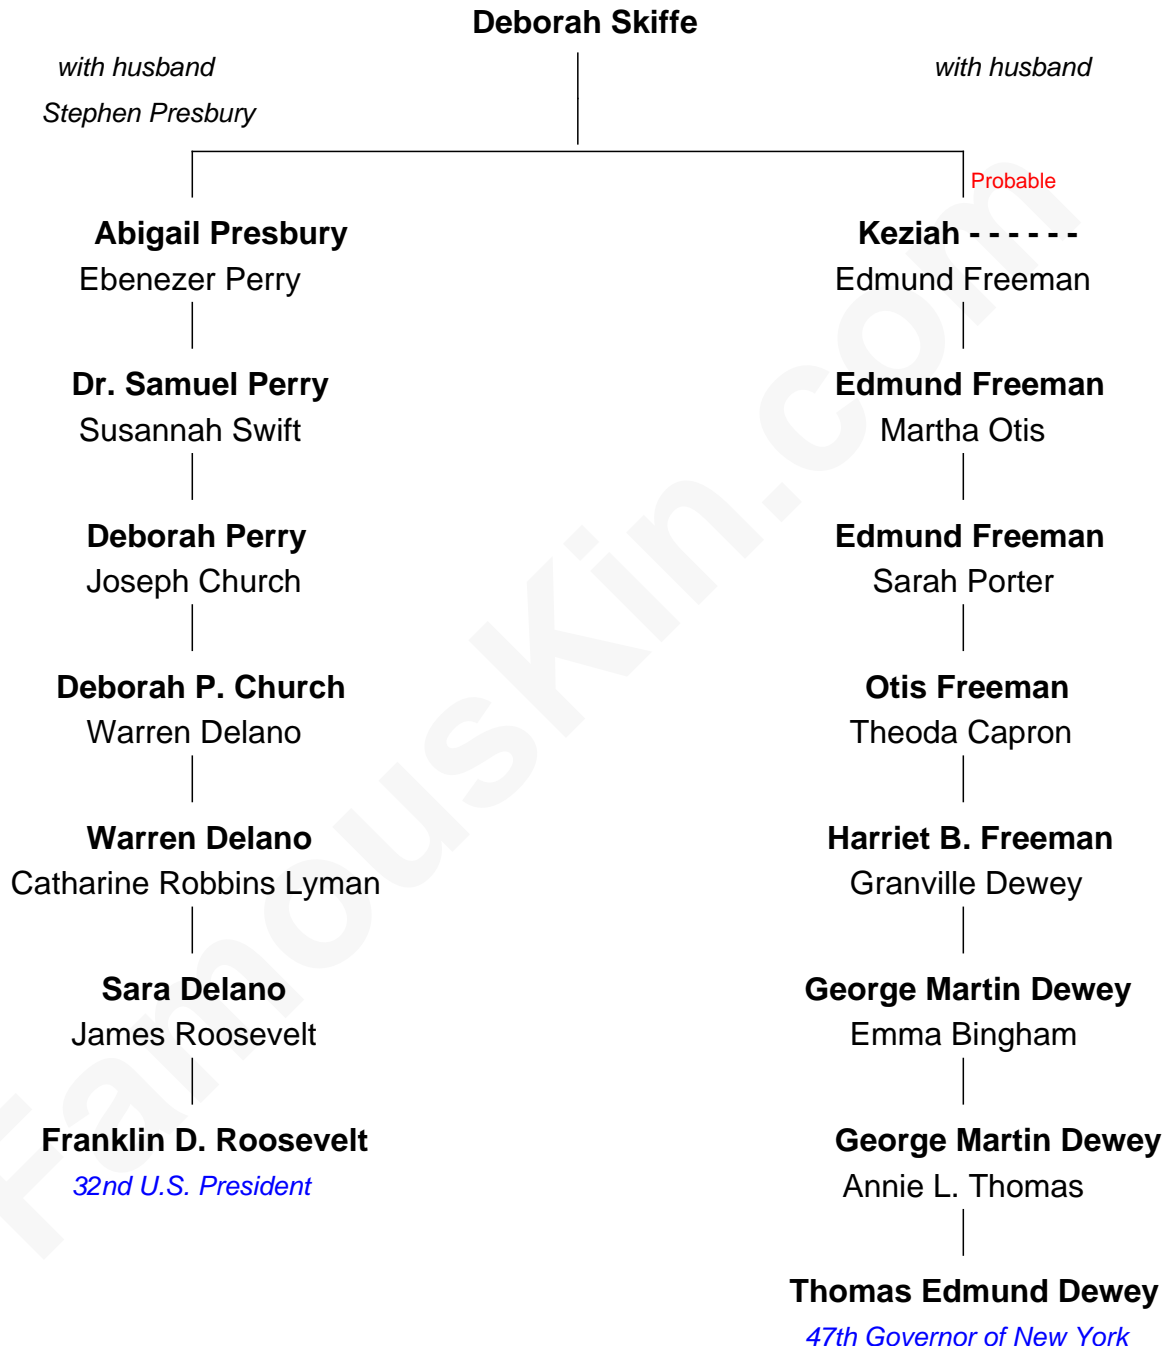 Deborah Skiffe
with husband
Stephen Presbury
with husband
Probable
Abigail Presbury
Ebenezer Perry
Keziah - - - - - -
Edmund Freeman
Dr. Samuel Perry
Susannah Swift
Edmund Freeman
Martha Otis
Deborah Perry
Joseph Church
Edmund Freeman
Sarah Porter
Deborah P. Church
Warren Delano
Otis Freeman
Theoda Capron
Warren Delano
Catharine Robbins Lyman
Harriet B. Freeman
Granville Dewey
Sara Delano
James Roosevelt
George Martin Dewey
Emma Bingham
Franklin D. Roosevelt
32nd U.S. President
George Martin Dewey
Annie L. Thomas
Thomas Edmund Dewey
47th Governor of New York
FamousKin.com